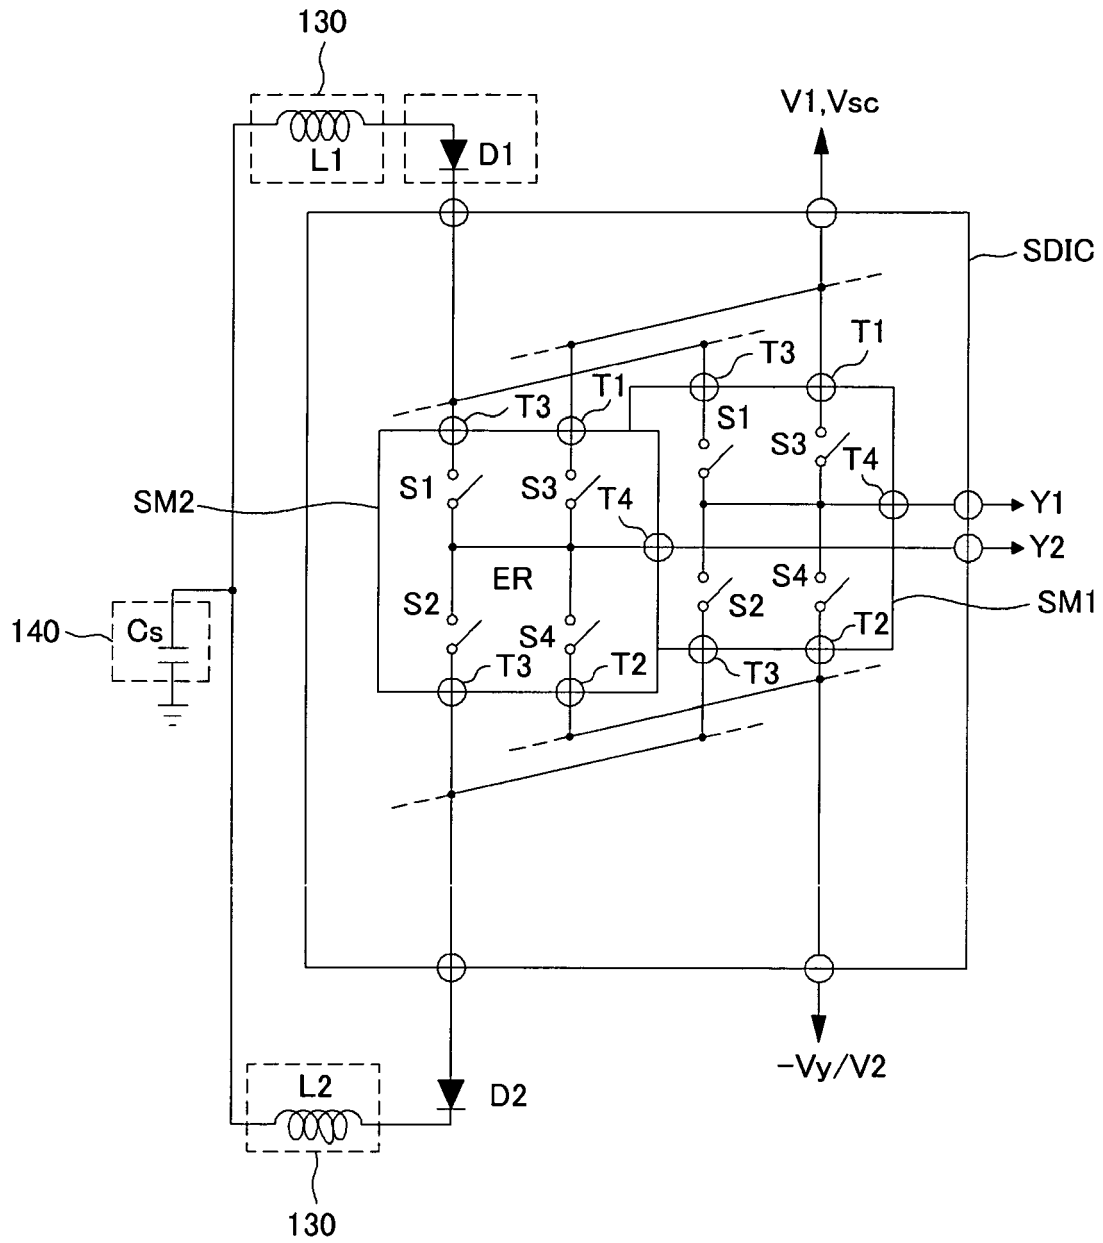 130
V1,Vsc
L1
D1
SDIC
T3
T1
T3
T1
S1
S3
T4
S1
S3
T4
SM2
Y1
Y2
ER
S4
S2
S2
SM1
140
Cs
S4
T2
T3
T2
T3
-Vy/V2
L2
D2
130